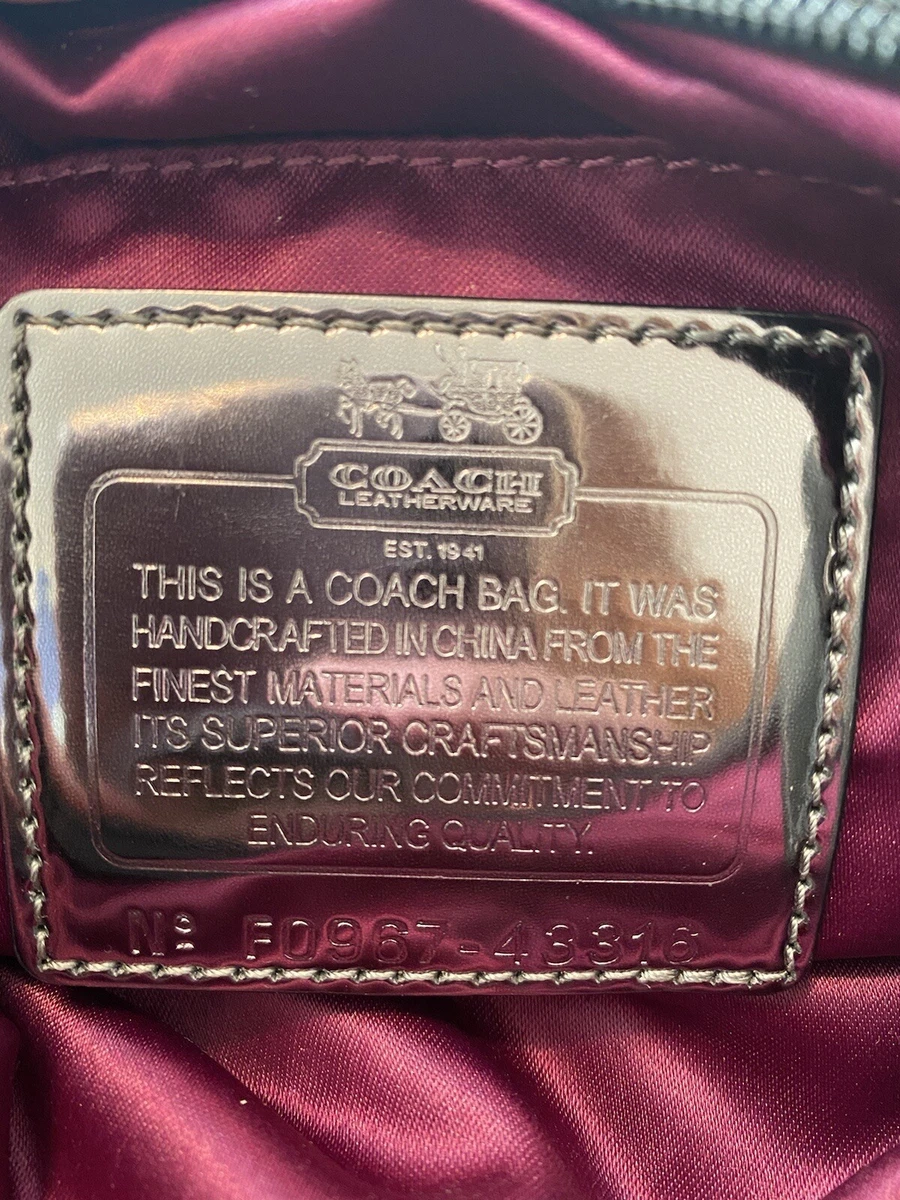 COACH
LEATHERWARE
EST. 1941
THIS IS A COACH BAG. IT WAS
HANDCRAFTED IN CHINA FROM THE
FINEST MATERIALS AND LEATHER
ITS SUPERIOR CRAFTSMANSHIP
REFLECTS OUR COMMITMENT TO
ENDURING QUALITY.
Nº F0967-43316